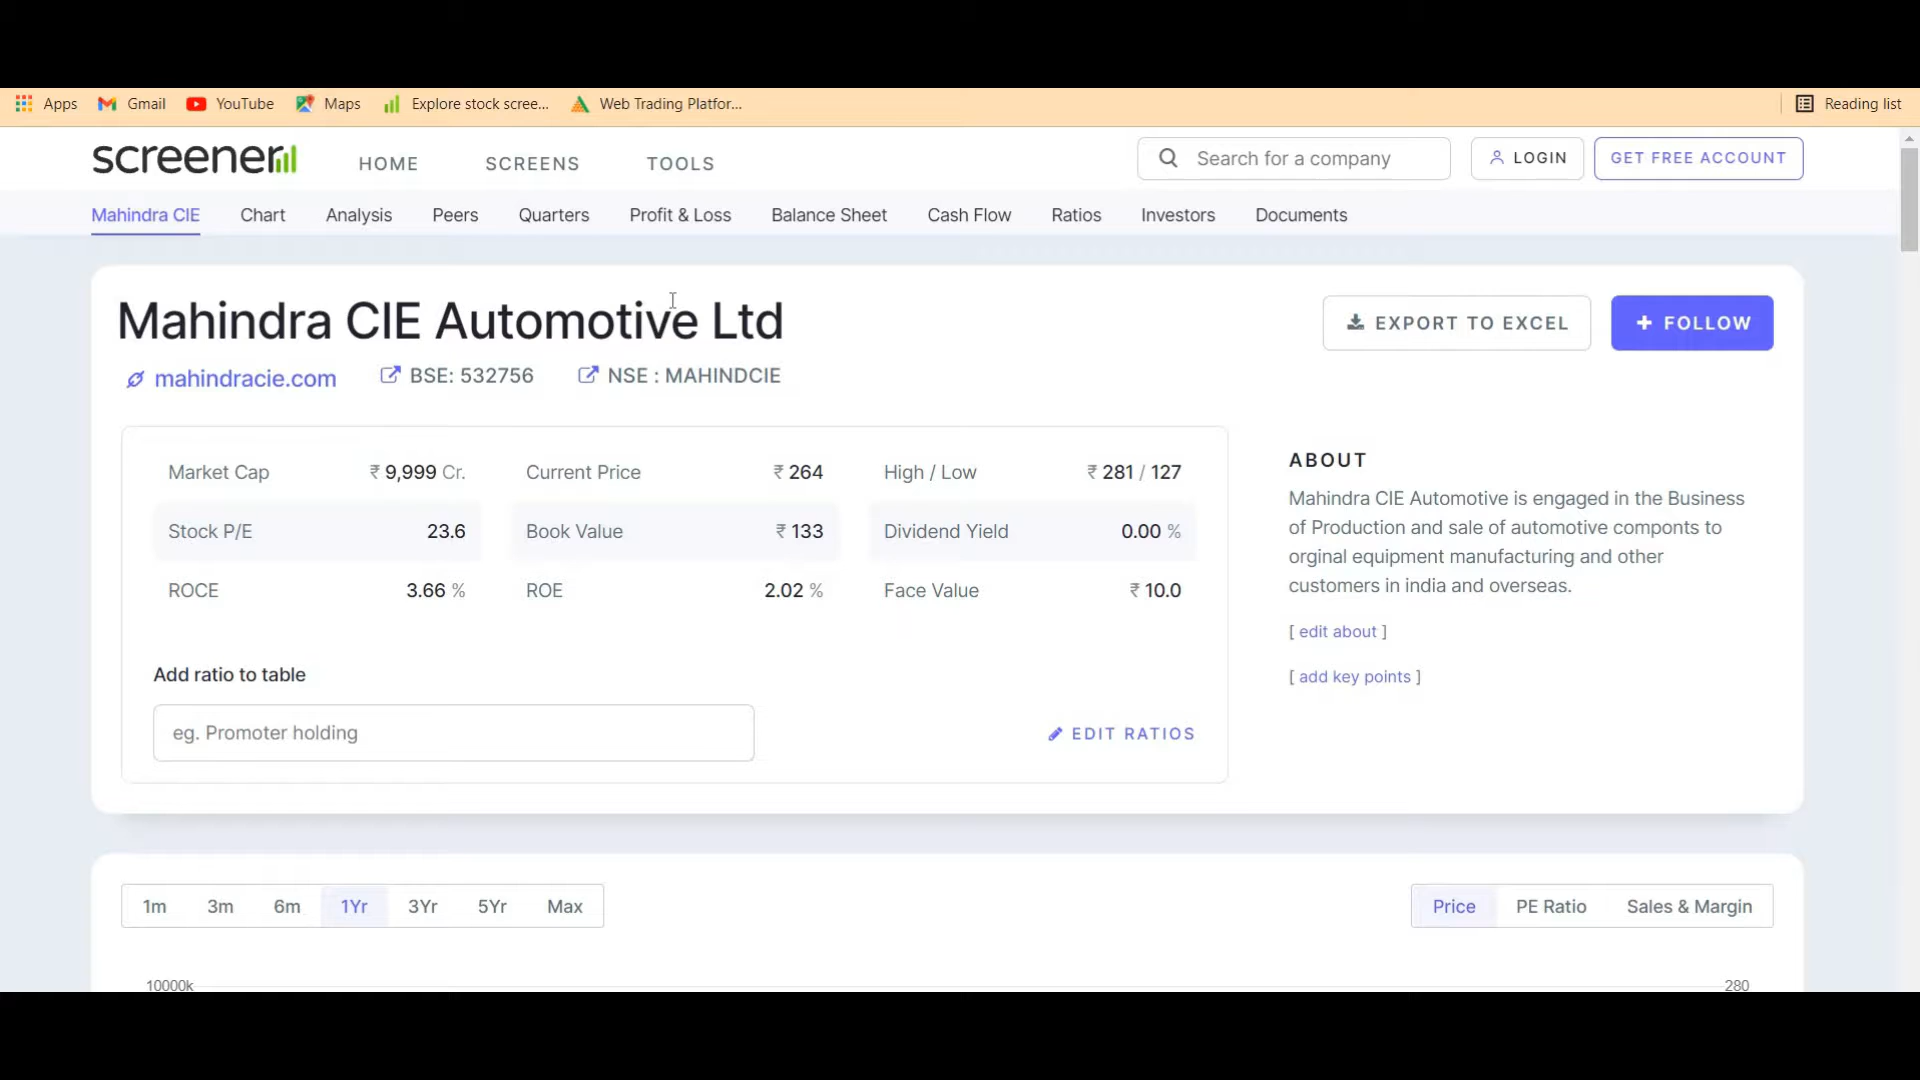 Apps Gmail YouTube Maps Explore stock scree... Web Trading Platfor... Reading list
screener HOME SCREENS TOOLS Search for a company LOGIN GET FREE ACCOUNT
Mahindra CIE Chart Analysis Peers Quarters Profit & Loss Balance Sheet Cash Flow Ratios Investors Documents
Mahindra CIE Automotive Ltd
EXPORT TO EXCEL + FOLLOW
mahindracie.com BSE: 532756 NSE : MAHINDCIE
Market Cap ₹ 9,999 Cr. Current Price ₹ 264 High / Low ₹ 281 / 127
Stock P/E 23.6 Book Value ₹ 133 Dividend Yield 0.00 %
ROCE 3.66 % ROE 2.02 % Face Value ₹ 10.0
Add ratio to table
eg. Promoter holding
EDIT RATIOS
ABOUT
Mahindra CIE Automotive is engaged in the Business
of Production and sale of automotive componts to
orginal equipment manufacturing and other
customers in india and overseas.
[ edit about ]
[ add key points ]
1m 3m 6m 1Yr 3Yr 5Yr Max Price PE Ratio Sales & Margin
10000k 280